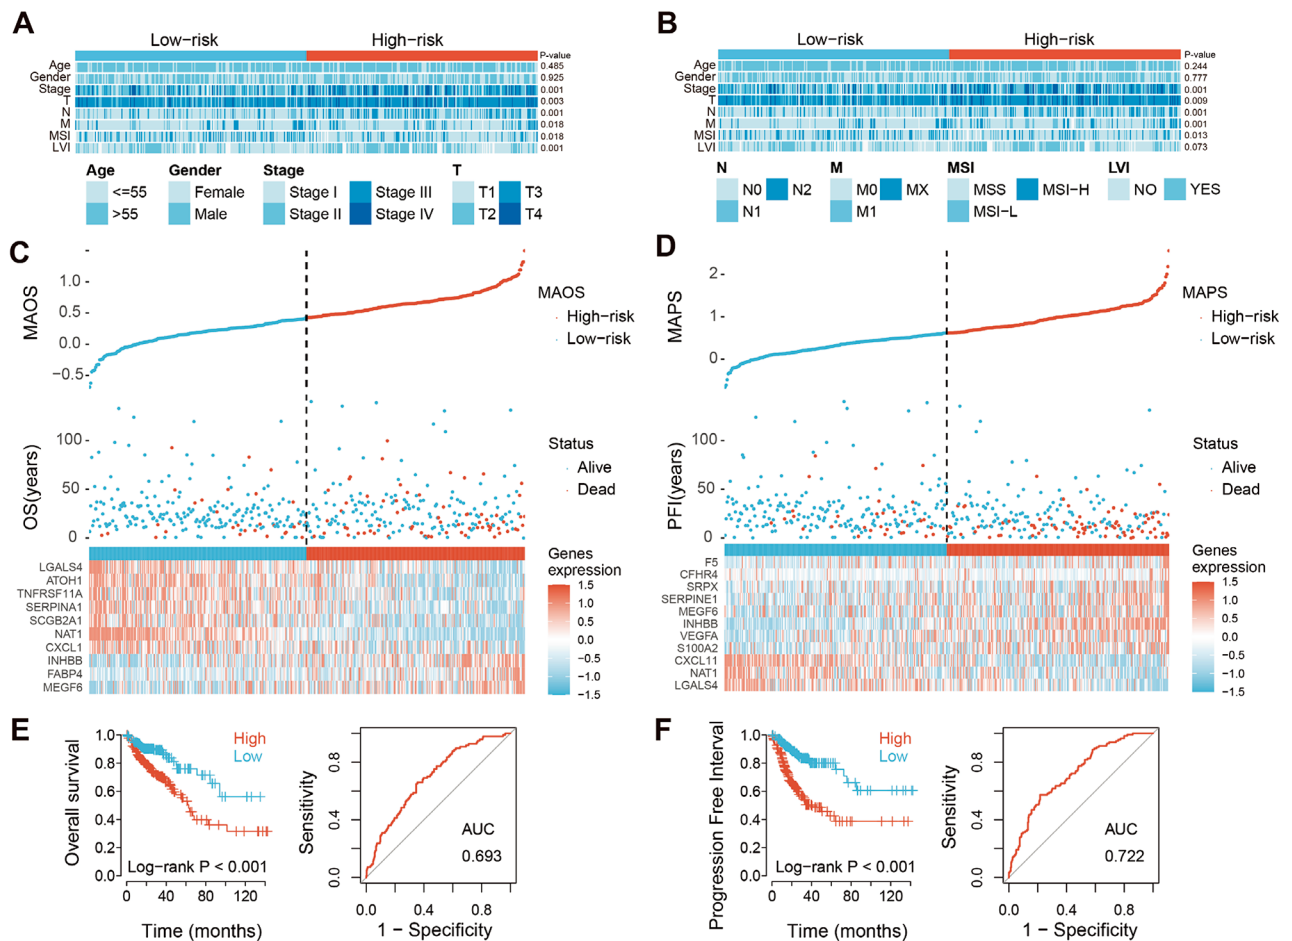 A
Low−risk
High−risk
P-value
Age
0.485
Gender
0.925
Stage
0.001
T
0.003
N
0.001
M
0.018
MSI
0.018
LVI
0.001
Age
Gender
Stage
T
<=55
Female
Stage I
Stage III
T1
T3
>55
Male
Stage II
Stage IV
T2
T4
B
Low−risk
High−risk
P-value
Age
0.244
Gender
0.777
Stage
0.001
T
0.009
N
0.001
M
0.001
MSI
0.013
LVI
0.073
N
M
MSI
LVI
N0
N2
M0
MX
MSS
MSI−H
NO
YES
N1
M1
MSI−L
C
MAOS
1.0
0.5
0.0
−0.5
MAOS
High−risk
Low−risk
OS(years)
100
50
0
Status
Alive
Dead
LGALS4
ATOH1
TNFRSF11A
SERPINA1
SCGB2A1
NAT1
CXCL1
INHBB
FABP4
MEGF6
Genes
expression
1.5
1.0
0.5
0.0
−0.5
−1.0
−1.5
D
MAPS
2
1
0
MAPS
High−risk
Low−risk
PFI(years)
100
50
0
Status
Alive
Dead
F5
CFHR4
SRPX
SERPINE1
MEGF6
INHBB
VEGFA
S100A2
CXCL11
NAT1
LGALS4
Genes
expression
1.5
1.0
0.5
0.0
−0.5
−1.0
−1.5
E
Overall survival
1.0
0.8
0.6
0.4
0.2
0.0
High
Low
Log−rank P < 0.001
0 40 80 120
Time (months)
Sensitivity
0.8
0.4
0.0
AUC
0.693
0.0 0.4 0.8
1 − Specificity
F
Progression Free Interval
1.0
0.8
0.6
0.4
0.2
0.0
High
Low
Log−rank P < 0.001
0 40 80 120
Time (months)
Sensitivity
0.8
0.4
0.0
AUC
0.722
0.0 0.4 0.8
1 − Specificity